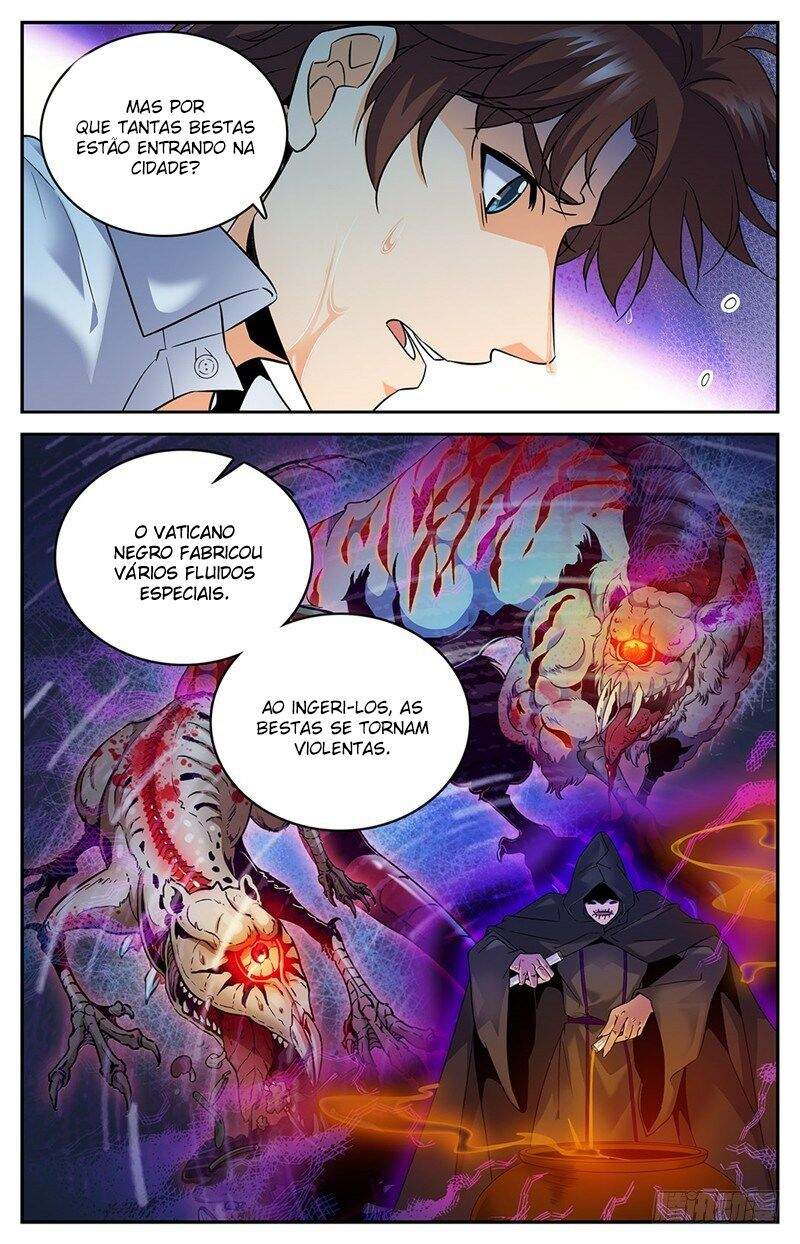 MAS POR
QUE TANTAS BESTAS
ESTÃO ENTRANDO NA
CIDADE?
O VATICANO
NEGRO FABRICOU
VÁRIOS FLUIDOS
ESPECIAIS.
AO INGERI-LOS, AS
BESTAS SE TORNAM
VIOLENTAS.